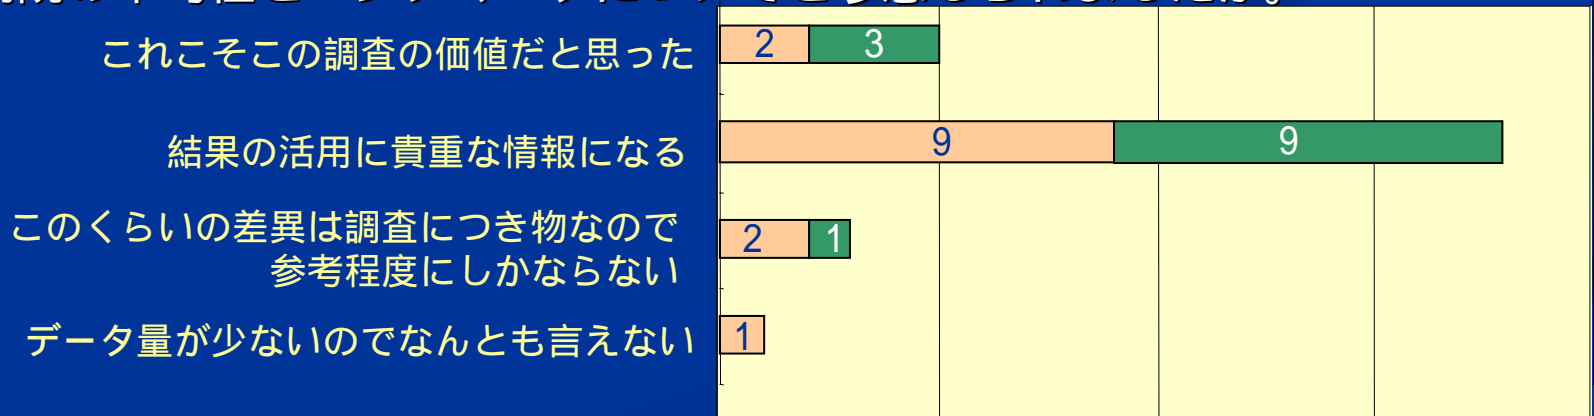 これこそこの調査の価値だと思った
2 3
結果の活用に貴重な情報になる
9 9
このくらいの差異は調査につき物なので
2 1
参考程度にしかならない
データ量が少ないのでなんとも言えない
1